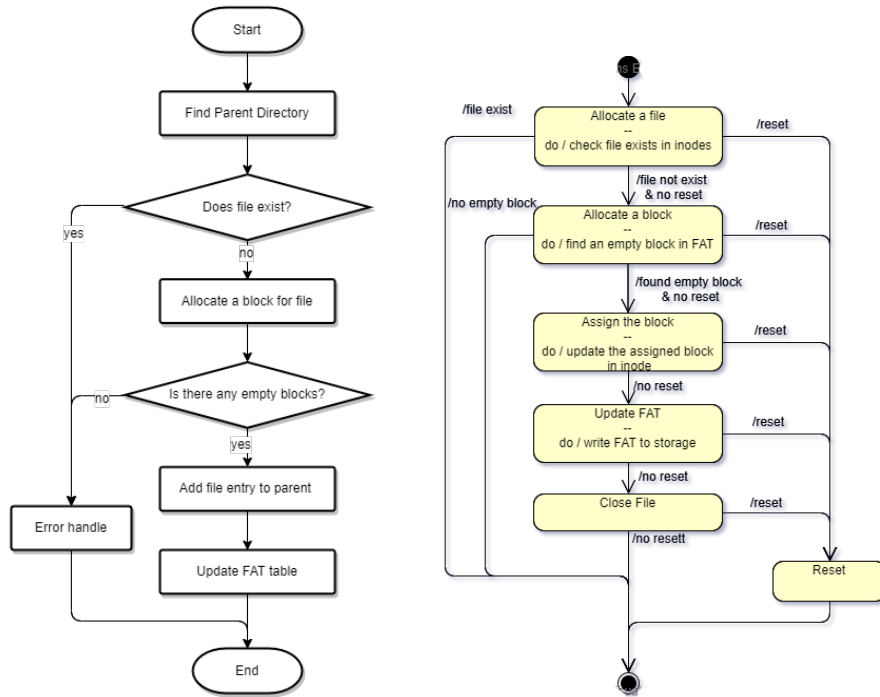 Start
Find Parent Directory
Does file exist?
yes
no
Allocate a block for file
Is there any empty blocks?
no
yes
Add file entry to parent
Error handle
Update FAT table
End
/file exist
Allocate a file
--
do / check file exists in inodes
/reset
/file not exist
& no reset
/no empty block
Allocate a block
--
do / find an empty block in FAT
/reset
/found empty block
& no reset
Assign the block
--
do / update the assigned block
in inode
/reset
/no reset
Update FAT
--
do / write FAT to storage
/reset
/no reset
Close File
/reset
/no resett
Reset